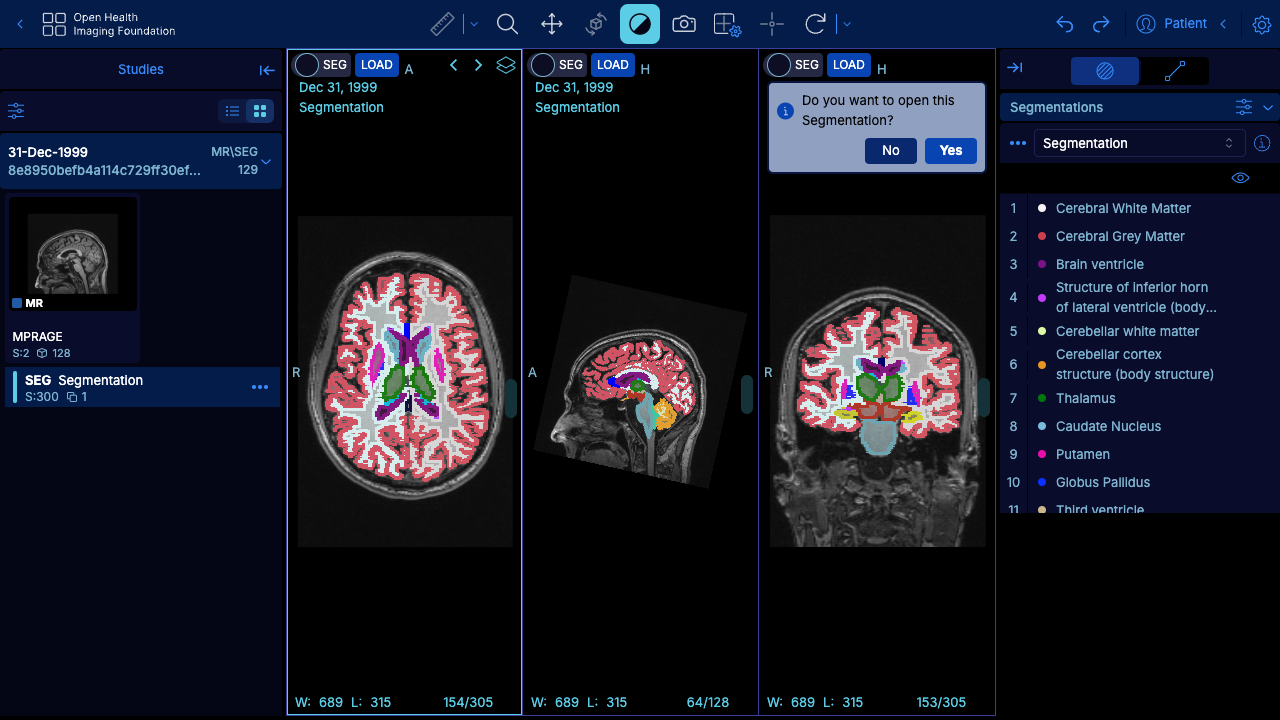 Open Health
Imaging Foundation
Patient
Studies
31-Dec-1999
MR\SEG
8e8950befb4a114c729ff30ef...
129
MR
MPRAGE
S:2 128
SEG Segmentation
S:300 1
SEG LOAD A
Dec 31, 1999
Segmentation
R
W: 689 L: 315 154/305
SEG LOAD H
Dec 31, 1999
Segmentation
A
W: 689 L: 315 64/128
SEG LOAD H
Do you want to open this
Segmentation?
No Yes
R
W: 689 L: 315 153/305
Segmentations
Segmentation
1 Cerebral White Matter
2 Cerebral Grey Matter
3 Brain ventricle
4 Structure of inferior horn
of lateral ventricle (body...
5 Cerebellar white matter
6 Cerebellar cortex
structure (body structure)
7 Thalamus
8 Caudate Nucleus
9 Putamen
10 Globus Pallidus
11 Third ventricle